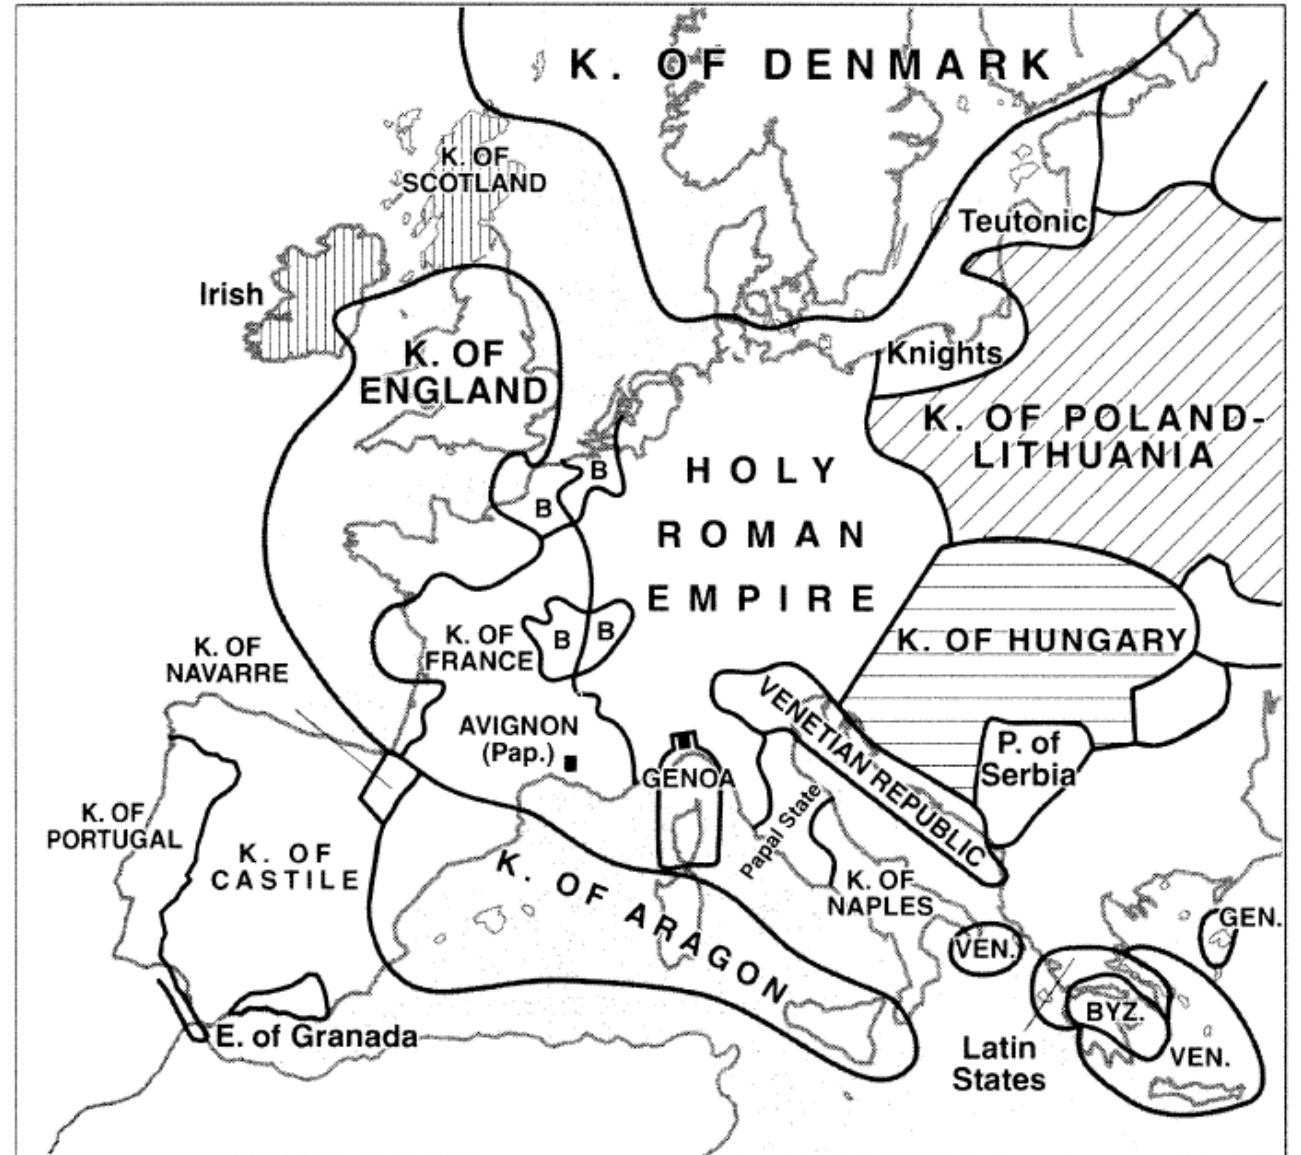 K. OF DENMARK
K. OF
SCOTLAND
Teutonic
Irish
K. OF
ENGLAND
Knights
K. OF POLAND-
LITHUANIA
B
B
HOLY
ROMAN
EMPIRE
K. OF
NAVARRE
K. OF
FRANCE
B
B
K. OF HUNGARY
AVIGNON
(Pap.)
GENOA
VENETIAN REPUBLIC
P. of
Serbia
K. OF
PORTUGAL
K. OF
CASTILE
Papal State
K. OF ARAGON
K. OF
NAPLES
VEN.
GEN.
BYZ.
VEN.
E. of Granada
Latin
States